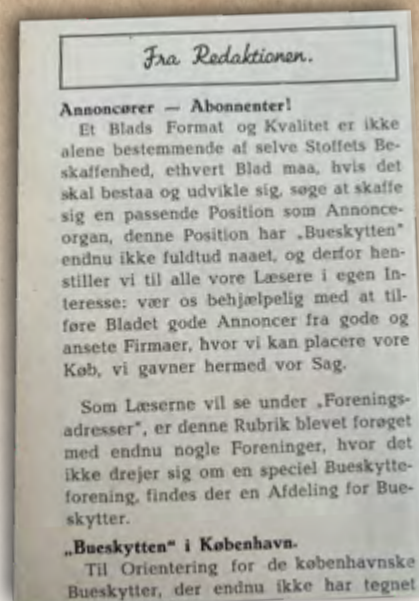 Fra Redaktionen.
Annoncører — Abonnenter!
Et Blads Format og Kvalitet er ikke
alene bestemmende af selve Stoffets Be-
skaffenhed, ethvert Blad maa, hvis det
skal bestaa og udvikle sig, søge at skaffe
sig en passende Position som Annonce-
organ, denne Position har „Bueskytten"
endnu ikke fuldtud naaet, og derfor hen-
stiller vi til alle vore Læsere i egen In-
teresse: vær os behjælpelig med at til-
føre Bladet gode Annoncer fra gode og
ansete Firmaer, hvor vi kan placere vore
Køb, vi gavner hermed vor Sag.
Som Læserne vil se under „Forenings-
adresser", er denne Rubrik blevet forøget
med endnu nogle Foreninger, hvor det
ikke drejer sig om en speciel Bueskytte-
forening, findes der en Afdeling for Bue-
skytter.
„Bueskytten" i København.
Til Orientering for de københavnske
Bueskytter, der endnu ikke har tegnet